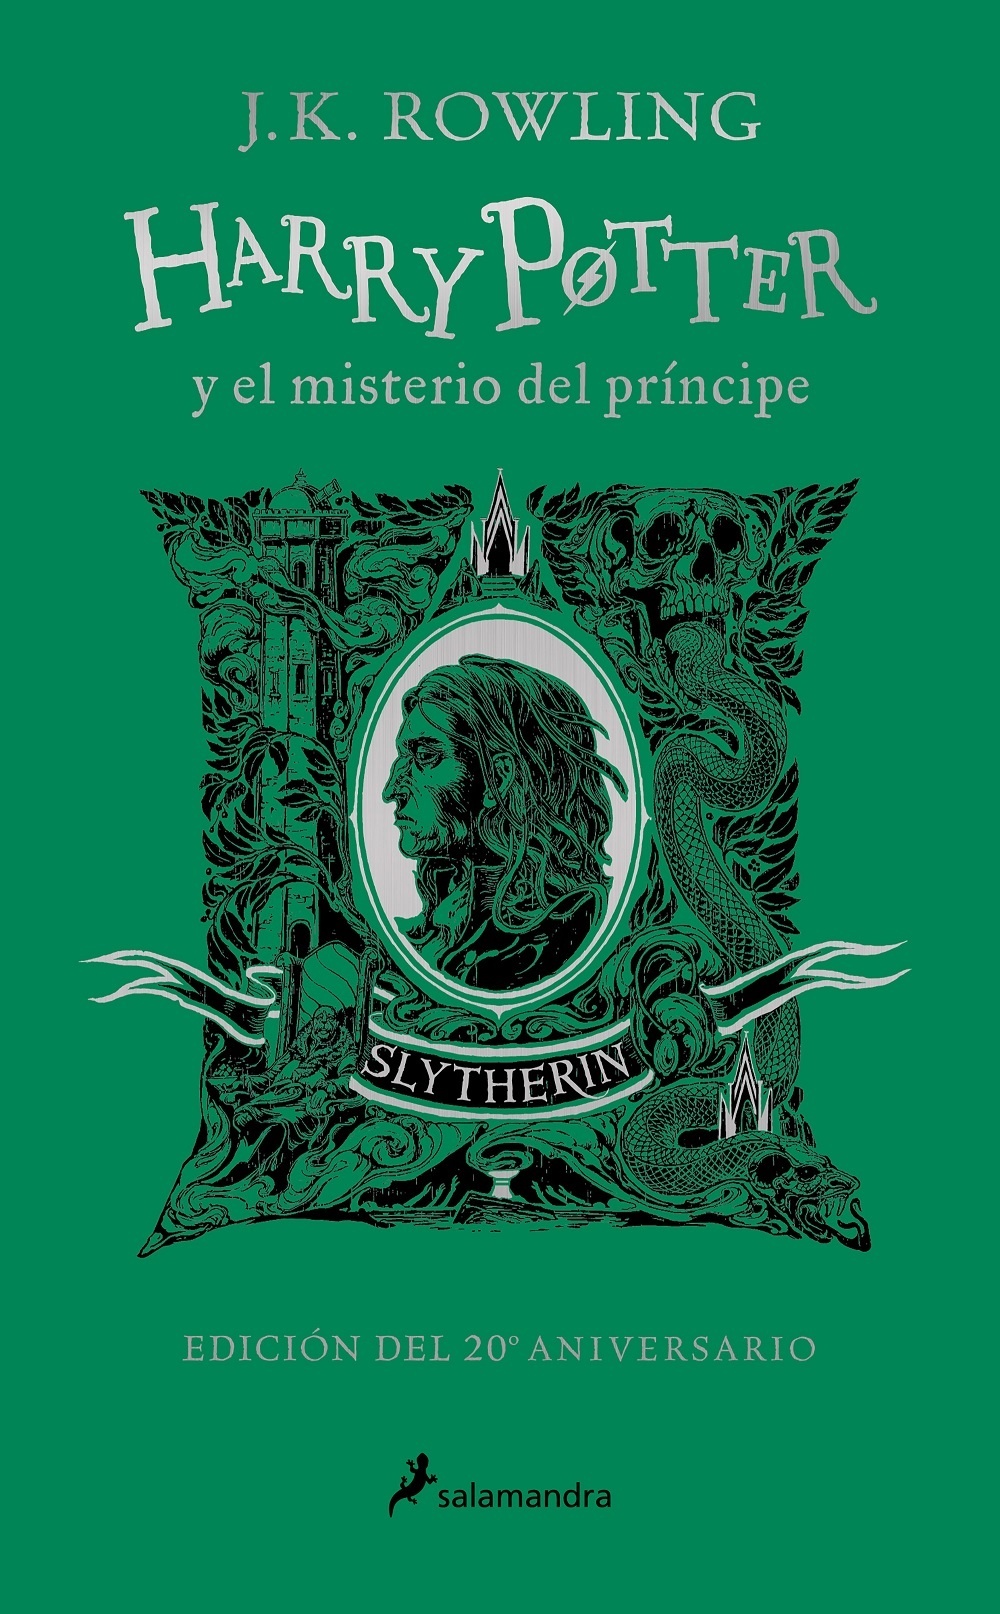 J.K. ROWLING
HARRY POTTER
y el misterio del príncipe
SLYTHERIN
EDICIÓN DEL 20º ANIVERSARIO
salamandra